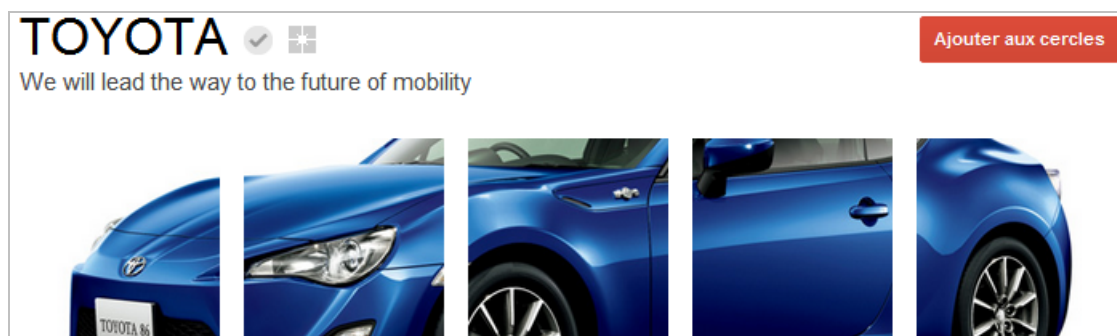 TOYOTA
Ajouter aux cercles
We will lead the way to the future of mobility
TOYOTA 86